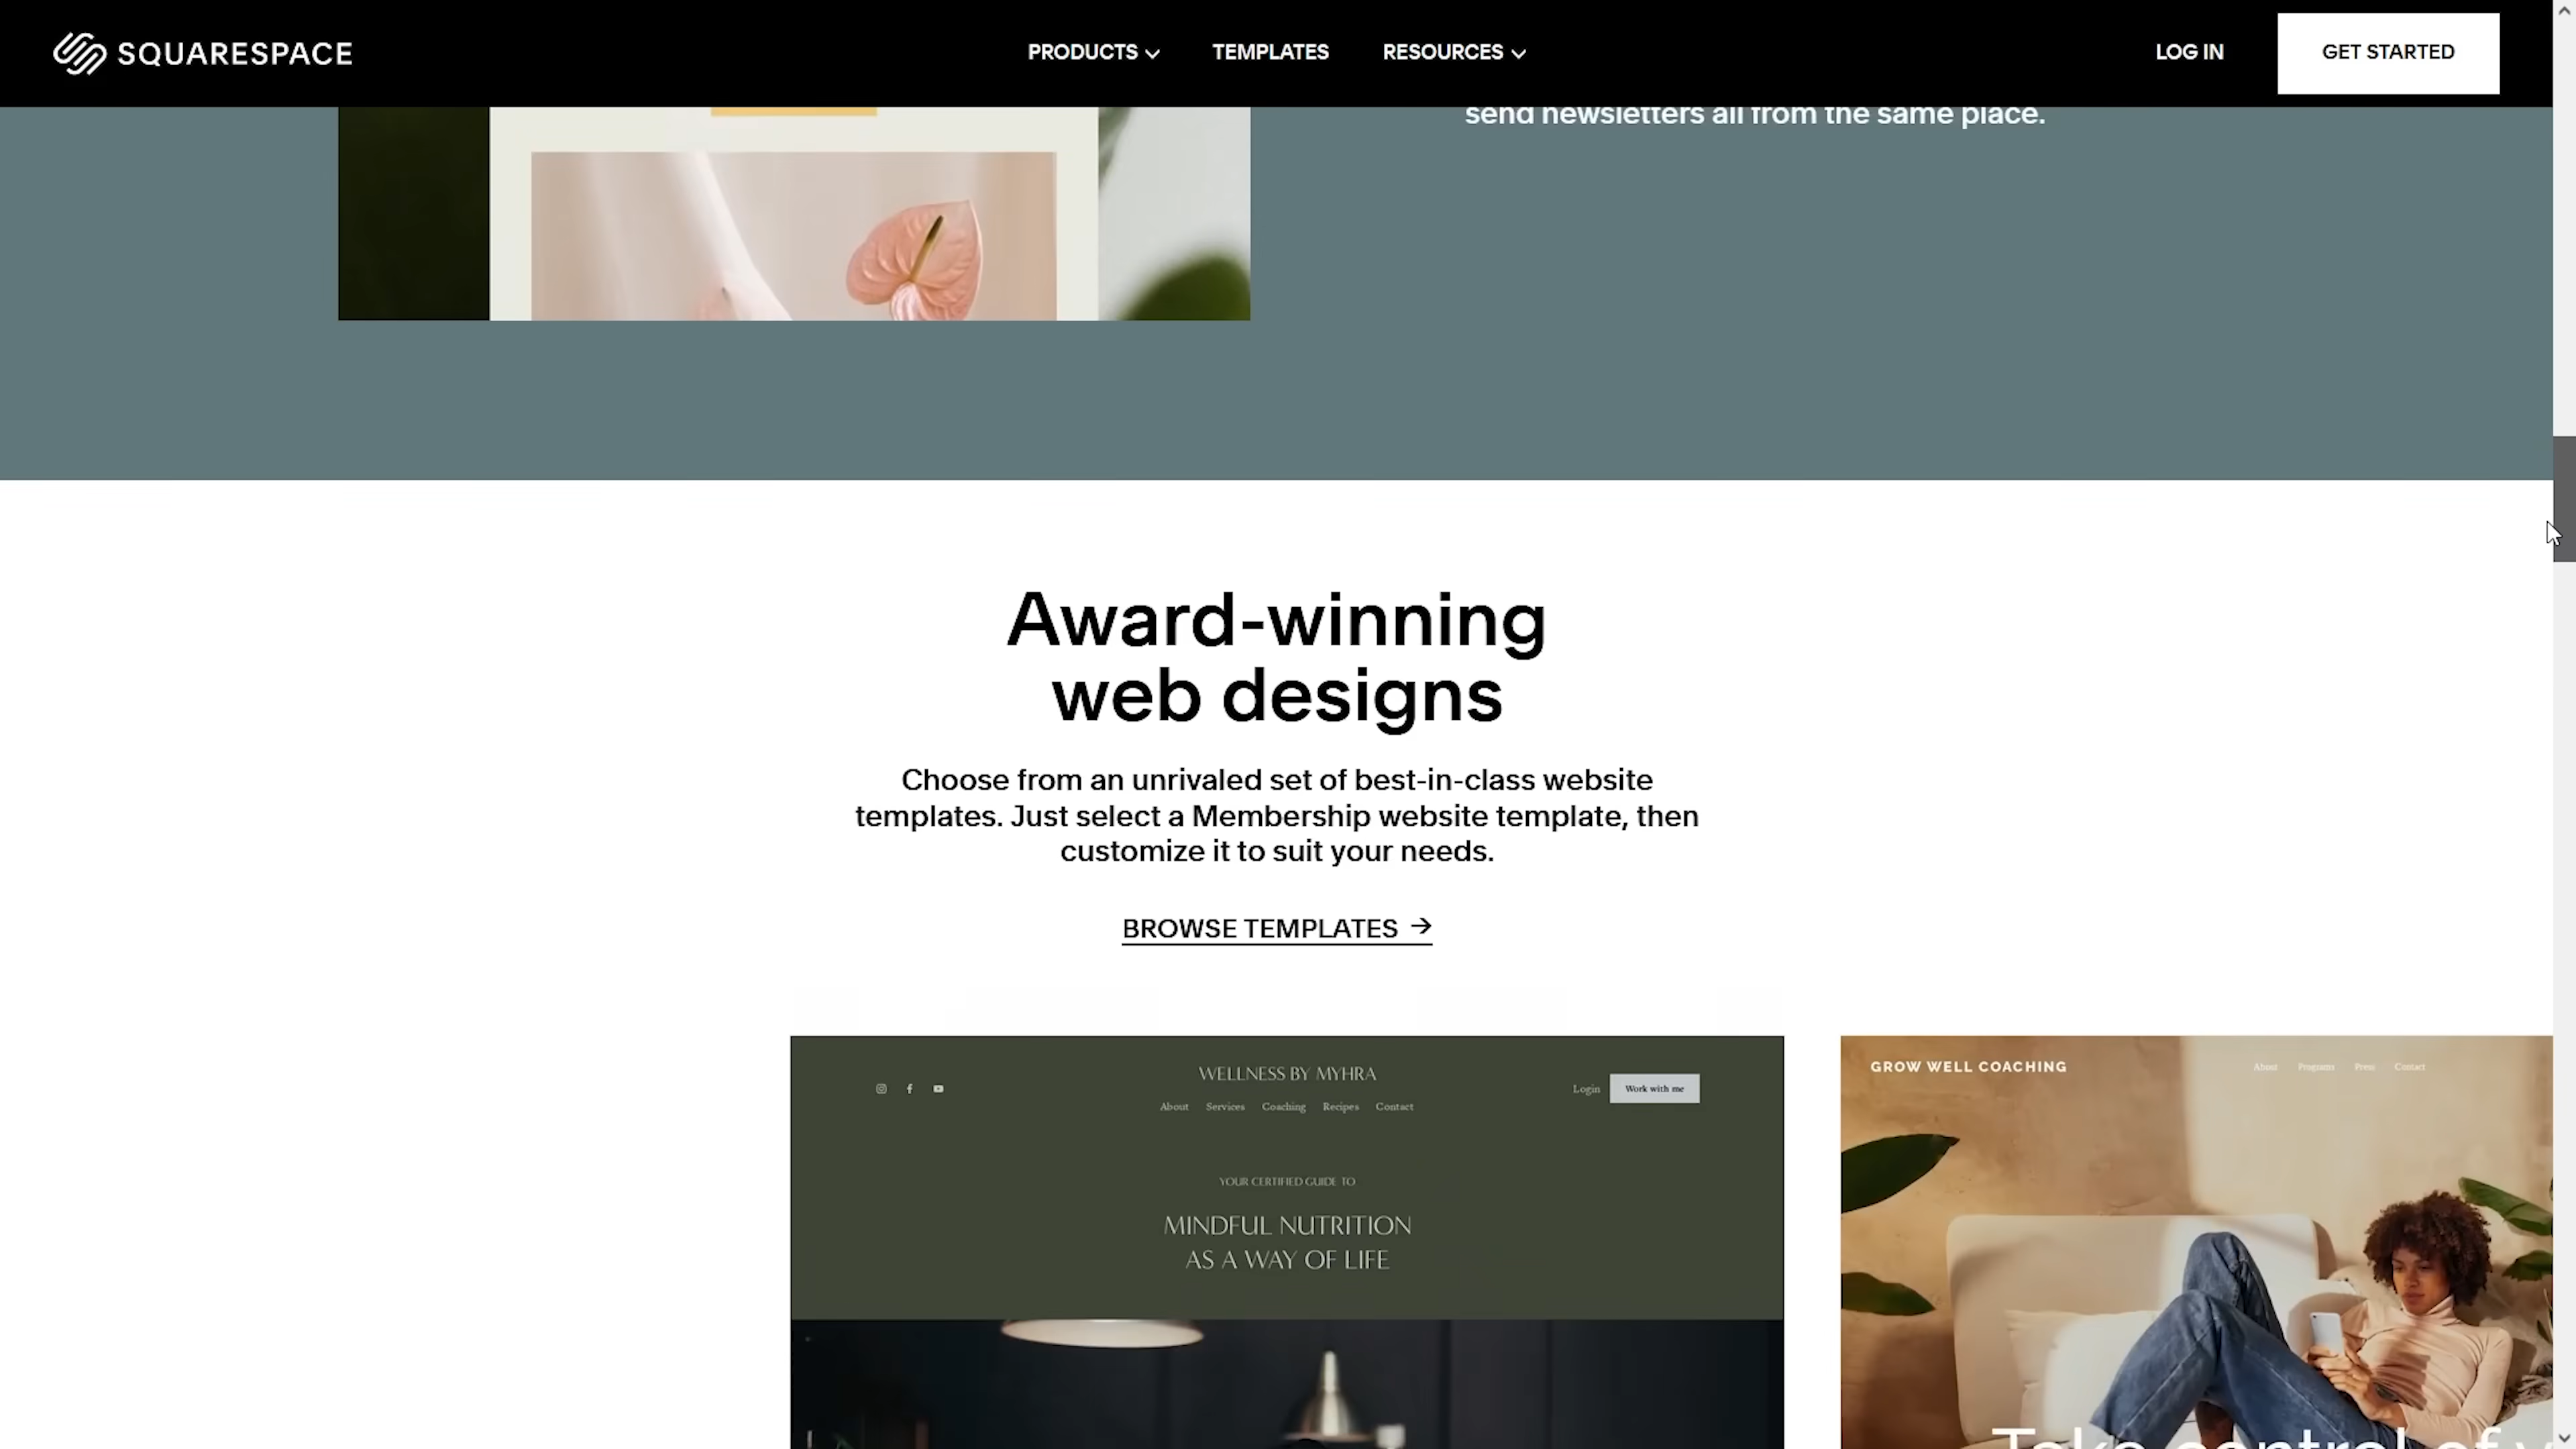 SQUARESPACE
PRODUCTS
TEMPLATES
RESOURCES
LOG IN
GET STARTED
send newsletters all from the same place.
Award-winning
web designs
Choose from an unrivaled set of best-in-class website
templates. Just select a Membership website template, then
customize it to suit your needs.
BROWSE TEMPLATES →
WELLNESS BY MYHRA
About Services Coaching Recipes Contact
Login
Work with me
YOUR CERTIFIED GUIDE TO
MINDFUL NUTRITION
AS A WAY OF LIFE
GROW WELL COACHING
About Programs Press Contact
Take control of